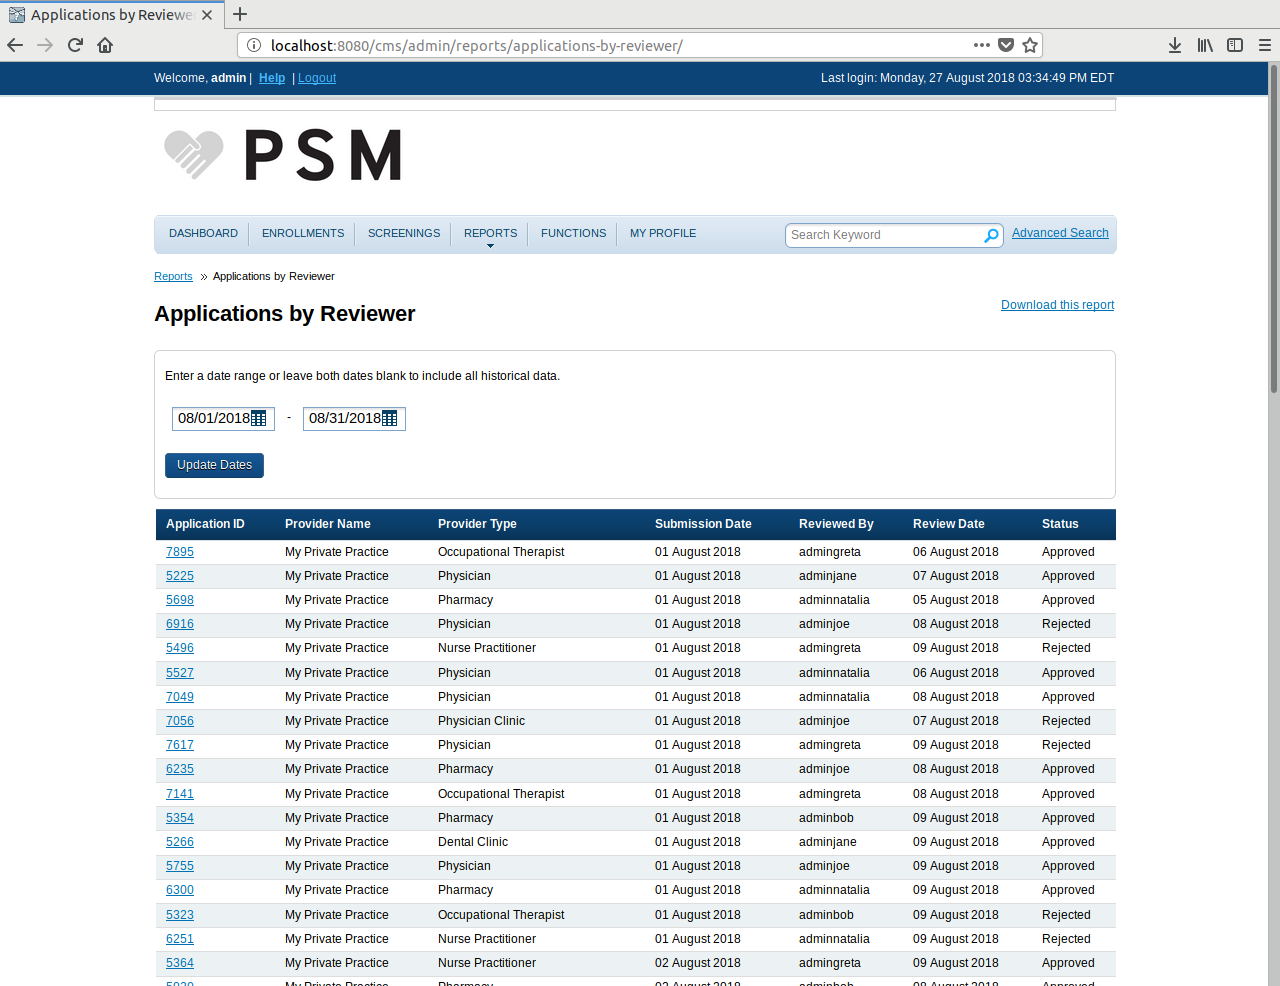 Applications by Reviewe
localhost:8080/cms/admin/reports/applications-by-reviewer/
Welcome, admin | Help | Logout Last login: Monday, 27 August 2018 03:34:49 PM EDT
PSM
DASHBOARD ENROLLMENTS SCREENINGS REPORTS FUNCTIONS MY PROFILE Search Keyword Advanced Search
Reports » Applications by Reviewer
Applications by Reviewer Download this report
Enter a date range or leave both dates blank to include all historical data.
08/01/2018 - 08/31/2018
Update Dates
Application ID Provider Name Provider Type Submission Date Reviewed By Review Date Status
7895 My Private Practice Occupational Therapist 01 August 2018 admingreta 06 August 2018 Approved
5225 My Private Practice Physician 01 August 2018 adminjane 07 August 2018 Approved
5698 My Private Practice Pharmacy 01 August 2018 adminnatalia 05 August 2018 Approved
6916 My Private Practice Physician 01 August 2018 adminjoe 08 August 2018 Rejected
5496 My Private Practice Nurse Practitioner 01 August 2018 admingreta 09 August 2018 Rejected
5527 My Private Practice Physician 01 August 2018 adminnatalia 06 August 2018 Approved
7049 My Private Practice Physician 01 August 2018 adminnatalia 08 August 2018 Approved
7056 My Private Practice Physician Clinic 01 August 2018 adminjoe 07 August 2018 Rejected
7617 My Private Practice Physician 01 August 2018 admingreta 09 August 2018 Rejected
6235 My Private Practice Pharmacy 01 August 2018 adminjoe 08 August 2018 Approved
7141 My Private Practice Occupational Therapist 01 August 2018 admingreta 08 August 2018 Approved
5354 My Private Practice Pharmacy 01 August 2018 adminbob 09 August 2018 Approved
5266 My Private Practice Dental Clinic 01 August 2018 adminjane 09 August 2018 Approved
5755 My Private Practice Physician 01 August 2018 adminjoe 09 August 2018 Approved
6300 My Private Practice Pharmacy 01 August 2018 adminnatalia 09 August 2018 Approved
5323 My Private Practice Occupational Therapist 01 August 2018 adminbob 09 August 2018 Rejected
6251 My Private Practice Nurse Practitioner 01 August 2018 adminnatalia 09 August 2018 Rejected
5364 My Private Practice Nurse Practitioner 02 August 2018 admingreta 09 August 2018 Approved
My Private Practice Pharmacy 02 August 2018 adminbob 08 August 2018 Approved